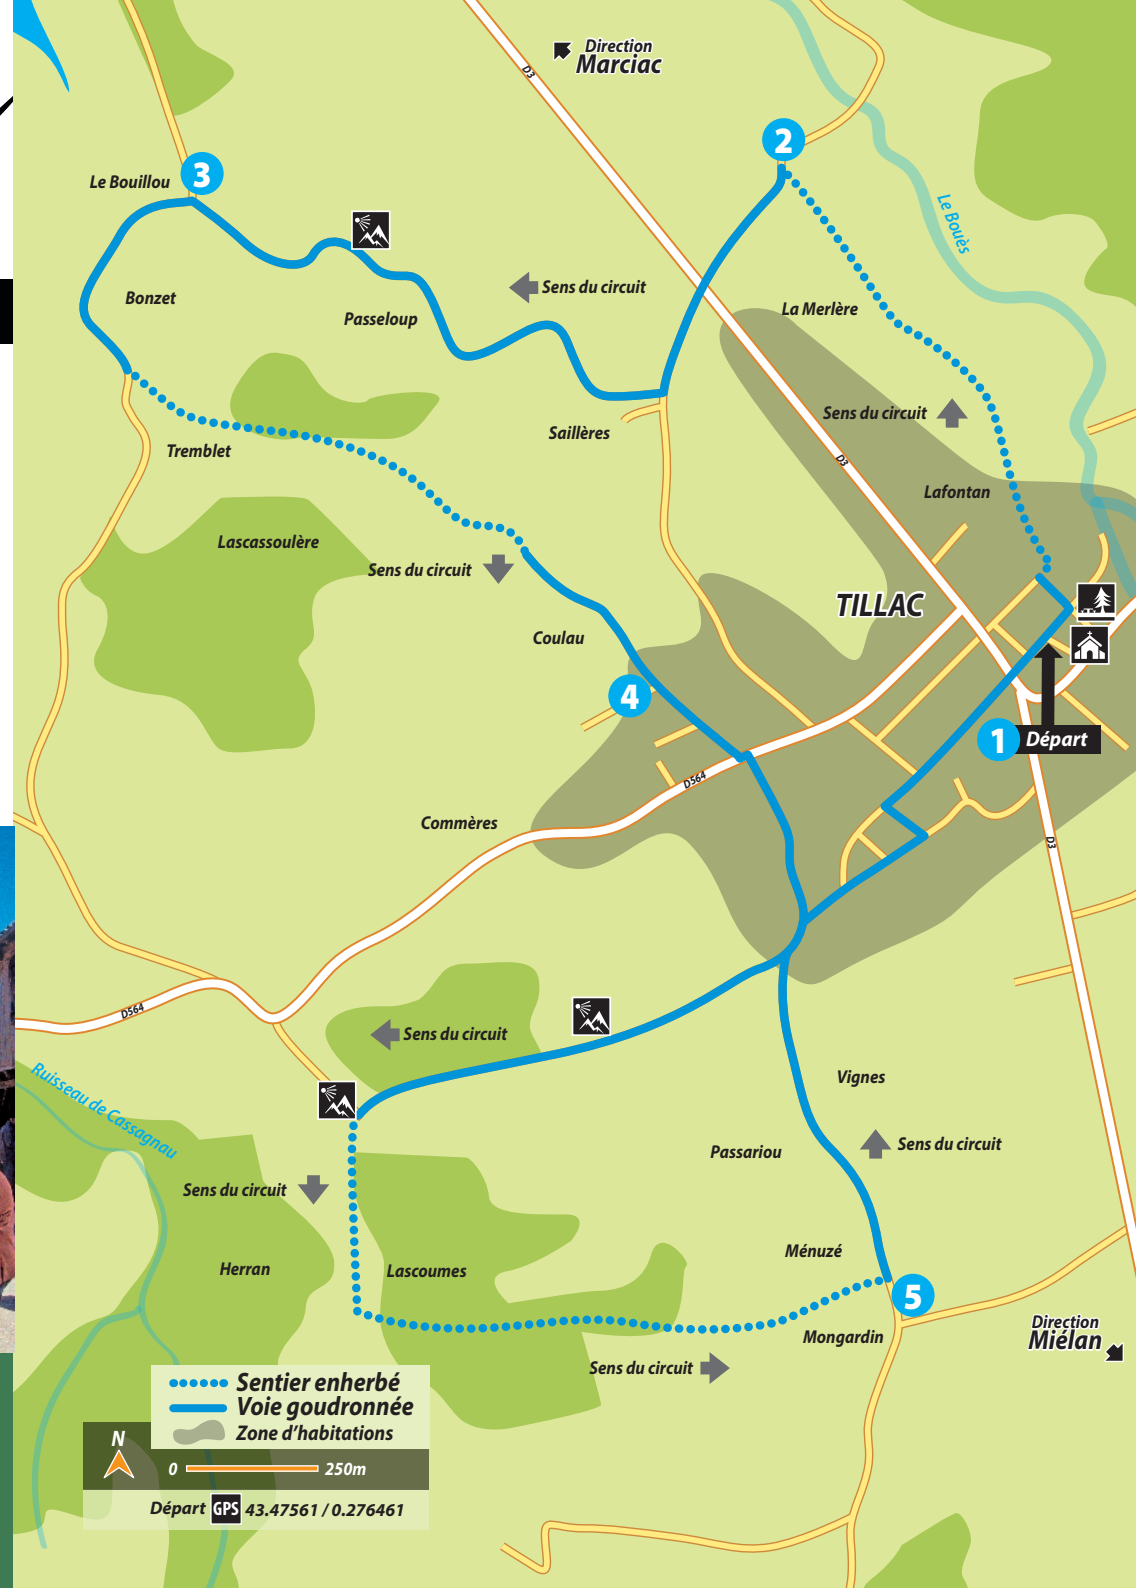 Direction
Marciac
D3
2
3
Le Bouillou
Le Bouès
Sens du circuit
Bonzet
La Merlère
Passeloup
Sens du circuit
Saillères
Tremblet
D3
Lafontan
Lascassoulère
Sens du circuit
TILLAC
Coulau
4
1
Départ
D564
Commères
D3
D564
Sens du circuit
Ruisseau de Cassagnau
Vignes
Passariou
Sens du circuit
Sens du circuit
Ménuzé
Herran
Lascoumes
5
Mongardin
Direction
Miélan
Sens du circuit
Sentier enherbé
Voie goudronnée
Zone d'habitations
N
0 250m
Départ GPS 43.47561 / 0.276461